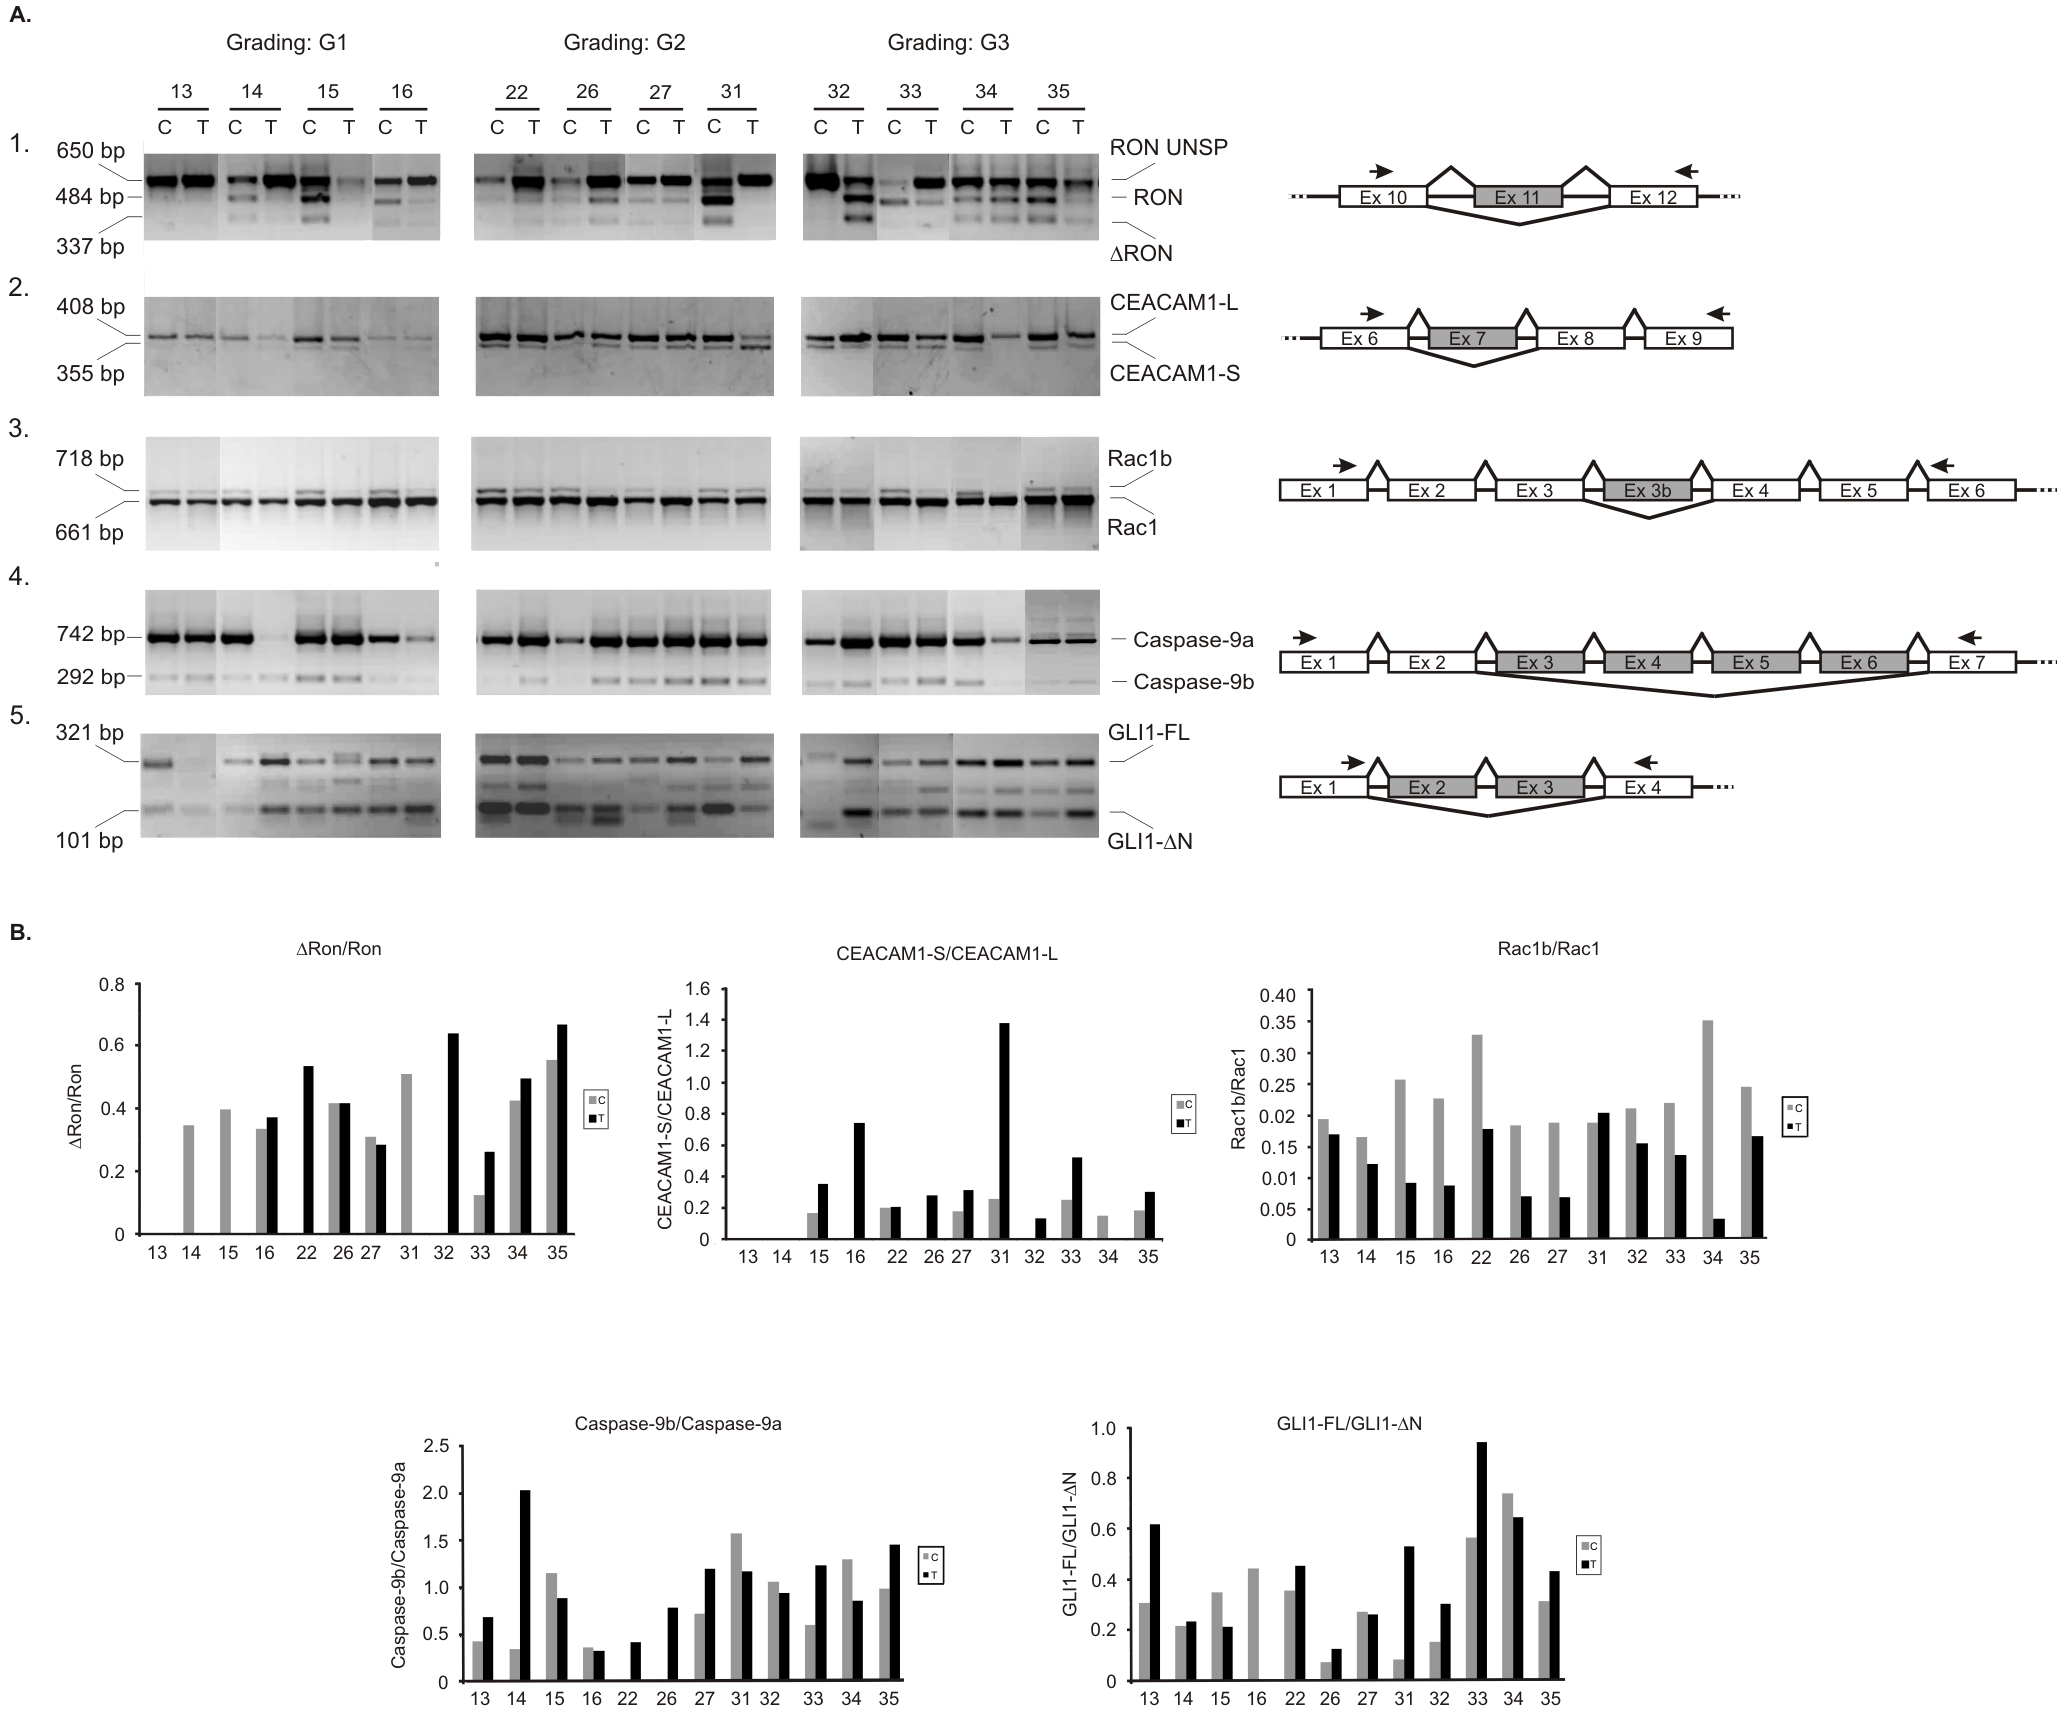 A.
Grading: G1 Grading: G2 Grading: G3
13 14 15 16 22 26 27 31 32 33 34 35
C T C T C T C T C T C T C T C T C T C T C T C T
1.
650 bp
484 bp
337 bp
RON UNSP
RON
ΔRON
Ex 10 Ex 11 Ex 12
2.
408 bp
355 bp
CEACAM1-L
CEACAM1-S
Ex 6 Ex 7 Ex 8 Ex 9
3.
718 bp
661 bp
Rac1b
Rac1
Ex 1 Ex 2 Ex 3 Ex 3b Ex 4 Ex 5 Ex 6
4.
742 bp
292 bp
Caspase-9a
Caspase-9b
Ex 1 Ex 2 Ex 3 Ex 4 Ex 5 Ex 6 Ex 7
5.
321 bp
101 bp
GLI1-FL
GLI1-ΔN
Ex 1 Ex 2 Ex 3 Ex 4
B.
ΔRon/Ron
ΔRon/Ron
0.8
0.6
0.4
0.2
0
13 14 15 16 22 26 27 31 32 33 34 35
C
T
CEACAM1-S/CEACAM1-L
CEACAM1-S/CEACAM1-L
1.6
1.4
1.2
1.0
0.8
0.6
0.4
0.2
0
13 14 15 16 22 26 27 31 32 33 34 35
C
T
Rac1b/Rac1
Rac1b/Rac1
0.40
0.35
0.30
0.25
0.02
0.15
0.01
0.05
0
13 14 15 16 22 26 27 31 32 33 34 35
C
T
Caspase-9b/Caspase-9a
Caspase-9b/Caspase-9a
2.5
2.0
1.5
1.0
0.5
0
13 14 15 16 22 26 27 31 32 33 34 35
C
T
GLI1-FL/GLI1-ΔN
GLI1-FL/GLI1-ΔN
1.0
0.8
0.6
0.4
0.2
0
13 14 15 16 22 26 27 31 32 33 34 35
C
T